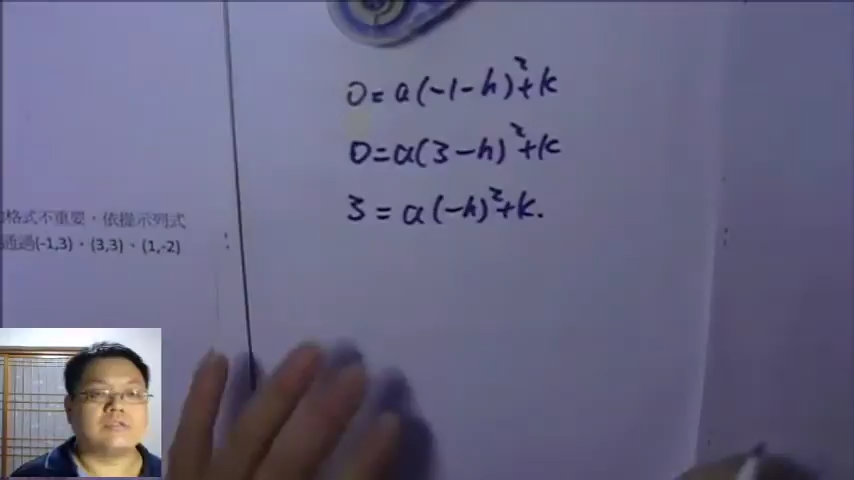 0=a(-1-h)²+k
0=a(3-h)²+k
3=a(-h)²+k.
格式不重要，依提示列式
通過(-1,3)、(3,3)、(1,-2)